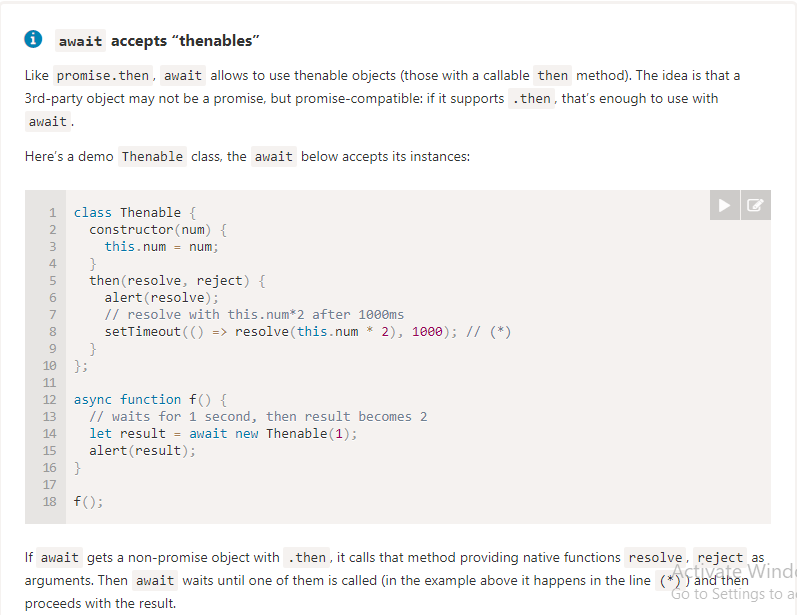 await accepts “thenables”
Like promise.then, await allows to use thenable objects (those with a callable then method). The idea is that a
3rd-party object may not be a promise, but promise-compatible: if it supports .then, that’s enough to use with
await.
Here’s a demo Thenable class, the await below accepts its instances:
1 class Thenable {
2   constructor(num) {
3     this.num = num;
4   }
5   then(resolve, reject) {
6     alert(resolve);
7     // resolve with this.num*2 after 1000ms
8     setTimeout(() => resolve(this.num * 2), 1000); // (*)
9   }
10 };
11
12 async function f() {
13   // waits for 1 second, then result becomes 2
14   let result = await new Thenable(1);
15   alert(result);
16 }
17
18 f();
If await gets a non-promise object with .then, it calls that method providing native functions resolve, reject as
arguments. Then await waits until one of them is called (in the example above it happens in the line (*)) and then
proceeds with the result.
Activate
Go to Settings to